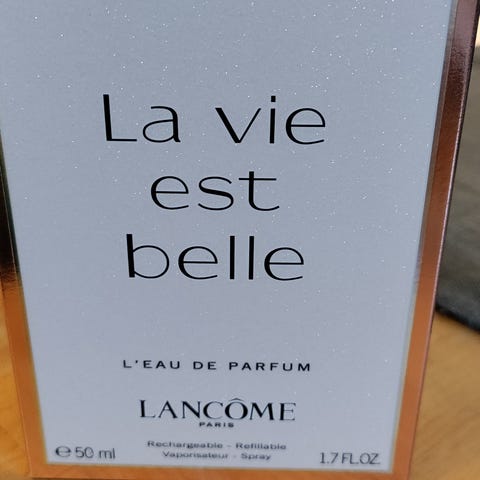 La vie
est
belle
L'EAU DE PARFUM
LANCÔME
PARIS
Rechargeable - Refillable
Vaporisateur - Spray
℮ 50 ml
1.7 FL.OZ.